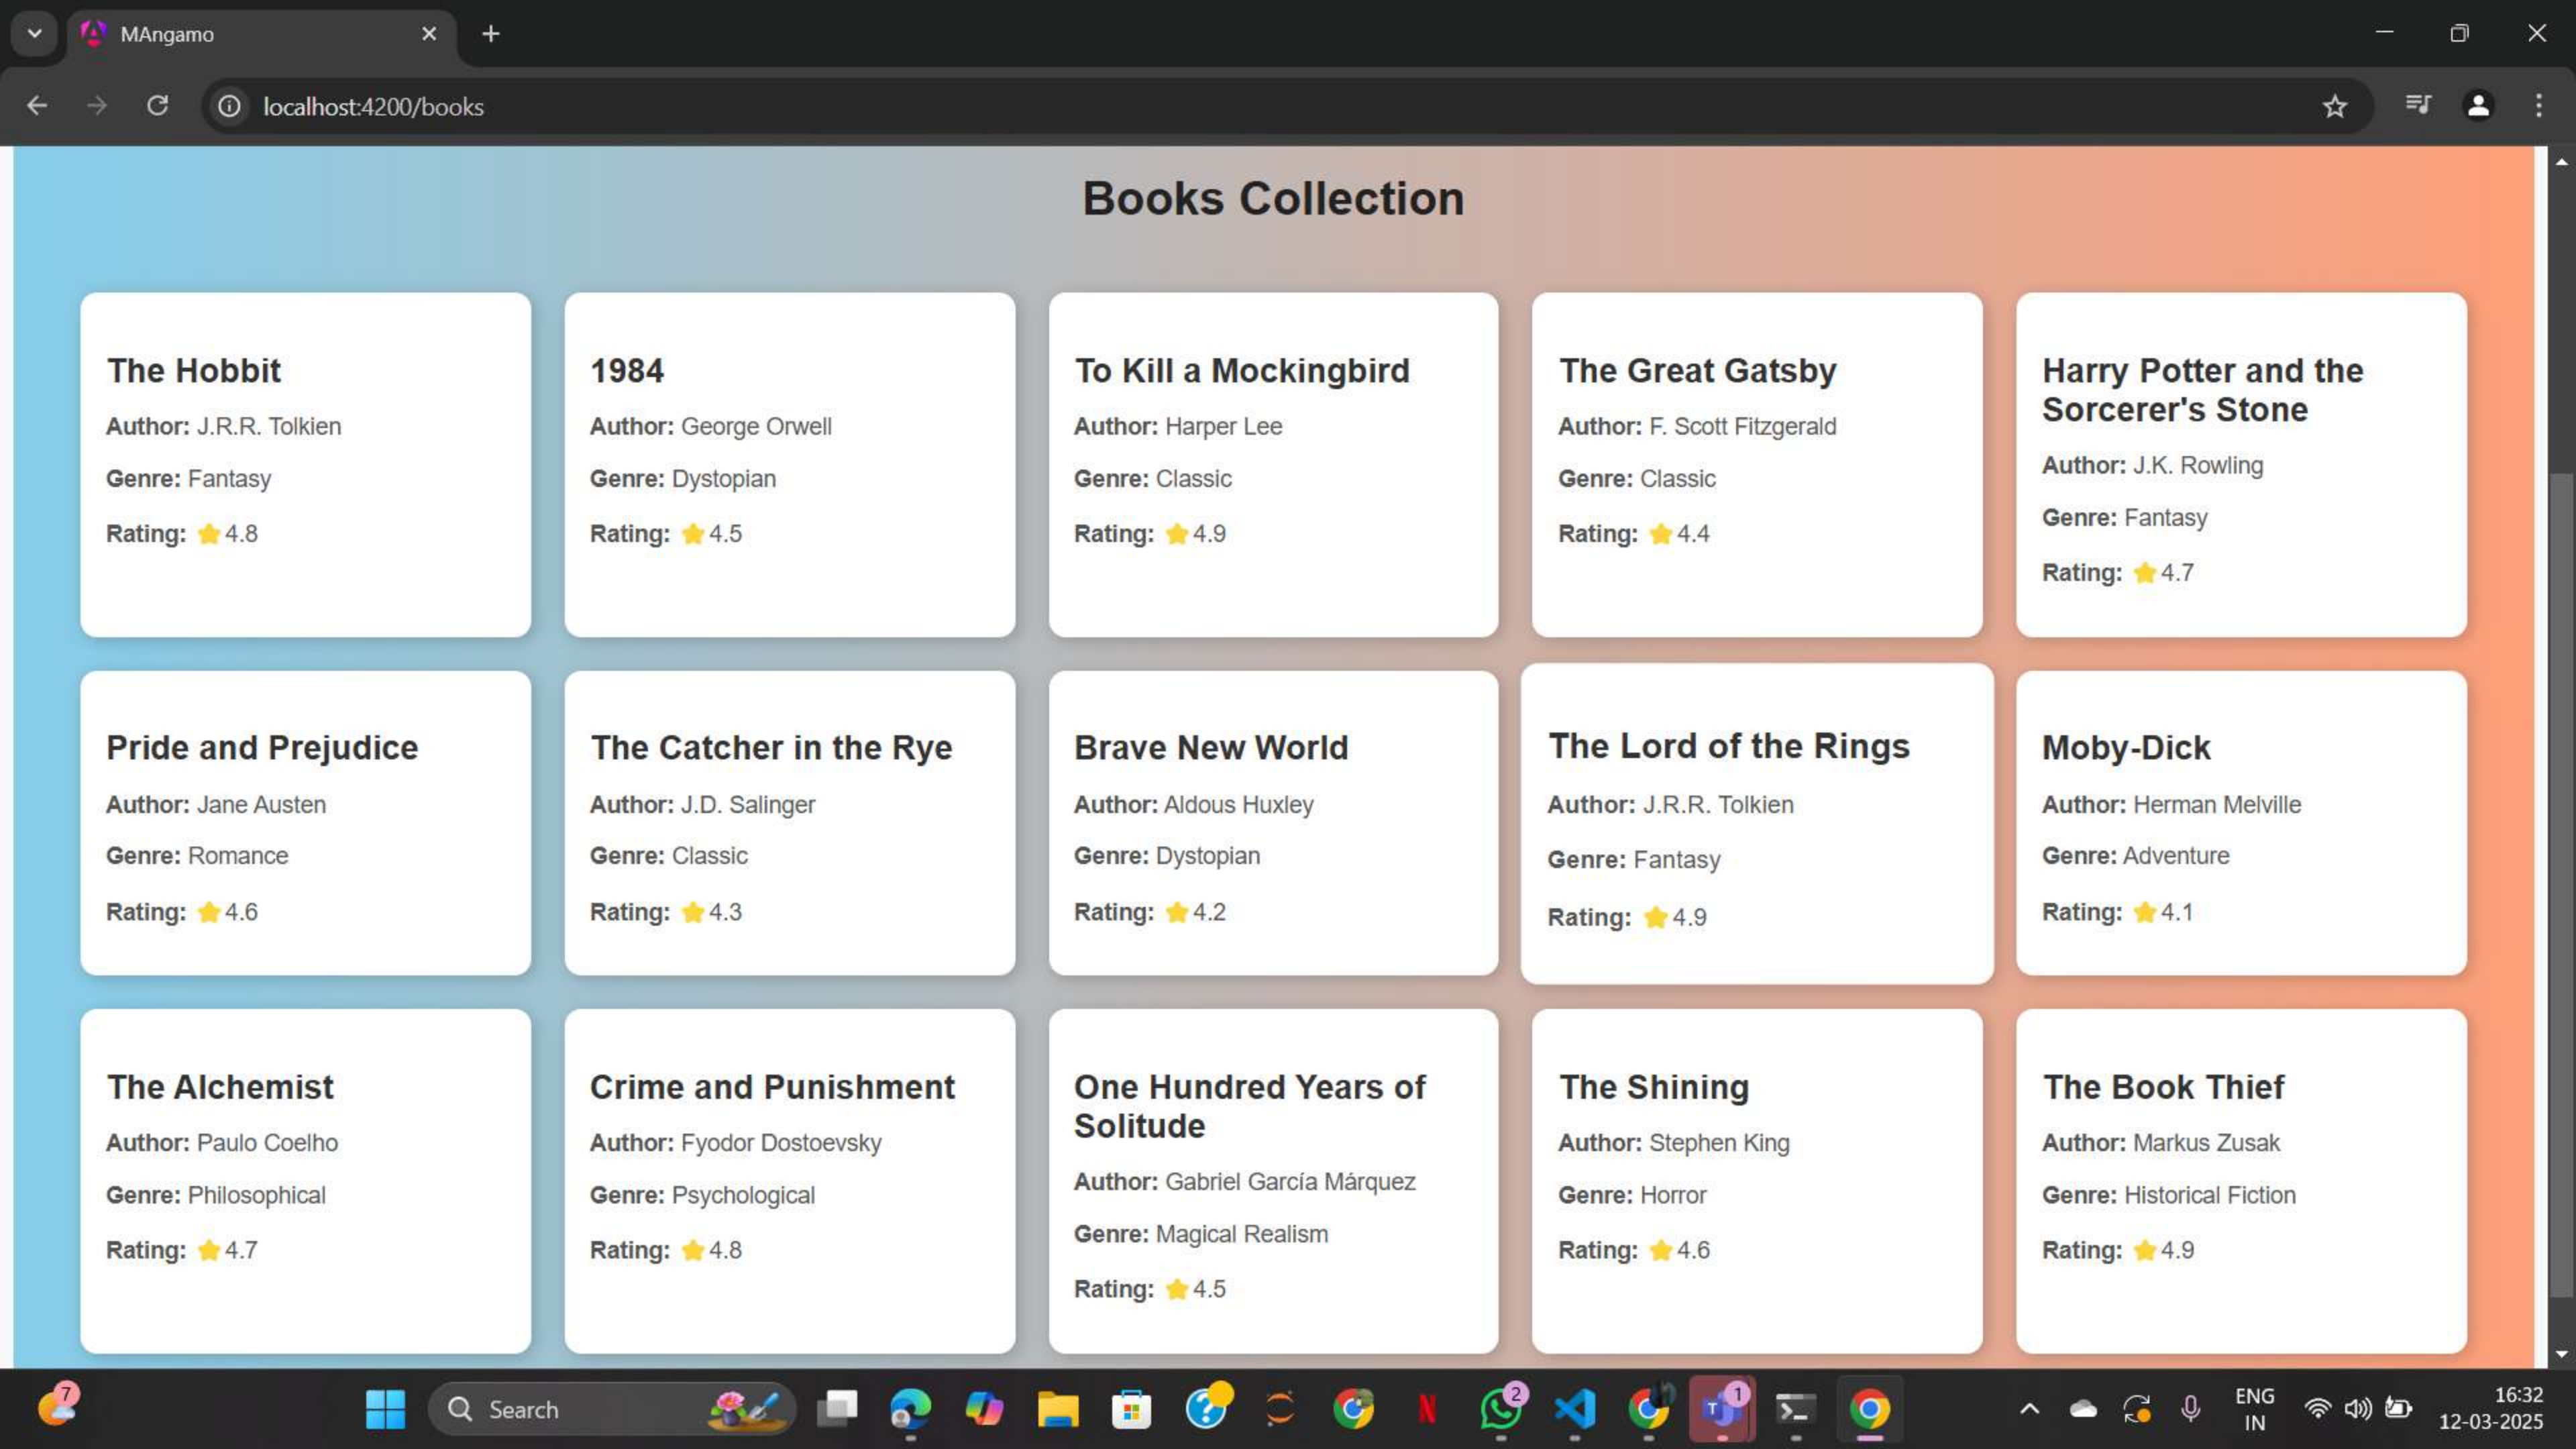 MAngamo
localhost:4200/books
Books Collection
The Hobbit
Author: J.R.R. Tolkien
Genre: Fantasy
Rating: ⭐4.8
1984
Author: George Orwell
Genre: Dystopian
Rating: ⭐4.5
To Kill a Mockingbird
Author: Harper Lee
Genre: Classic
Rating: ⭐4.9
The Great Gatsby
Author: F. Scott Fitzgerald
Genre: Classic
Rating: ⭐4.4
Harry Potter and the
Sorcerer's Stone
Author: J.K. Rowling
Genre: Fantasy
Rating: ⭐4.7
Pride and Prejudice
Author: Jane Austen
Genre: Romance
Rating: ⭐4.6
The Catcher in the Rye
Author: J.D. Salinger
Genre: Classic
Rating: ⭐4.3
Brave New World
Author: Aldous Huxley
Genre: Dystopian
Rating: ⭐4.2
The Lord of the Rings
Author: J.R.R. Tolkien
Genre: Fantasy
Rating: ⭐4.9
Moby-Dick
Author: Herman Melville
Genre: Adventure
Rating: ⭐4.1
The Alchemist
Author: Paulo Coelho
Genre: Philosophical
Rating: ⭐4.7
Crime and Punishment
Author: Fyodor Dostoevsky
Genre: Psychological
Rating: ⭐4.8
One Hundred Years of
Solitude
Author: Gabriel García Márquez
Genre: Magical Realism
Rating: ⭐4.5
The Shining
Author: Stephen King
Genre: Horror
Rating: ⭐4.6
The Book Thief
Author: Markus Zusak
Genre: Historical Fiction
Rating: ⭐4.9
7
Search
N
2
T
1
ENG
IN
16:32
12-03-2025